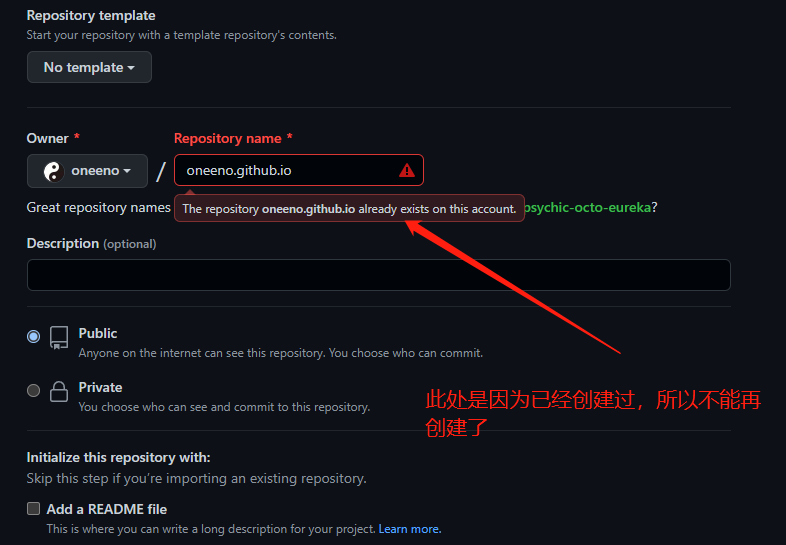 Repository template
Start your repository with a template repository's contents.
No template
Owner * Repository name *
oneeno / oneeno.github.io
Great repository names
The repository oneeno.github.io already exists on this account.
psychic-octo-eureka?
Description (optional)
Public
Anyone on the internet can see this repository. You choose who can commit.
Private
You choose who can see and commit to this repository.
此处是因为已经创建过，所以不能再
创建了
Initialize this repository with:
Skip this step if you're importing an existing repository.
Add a README file
This is where you can write a long description for your project. Learn more.